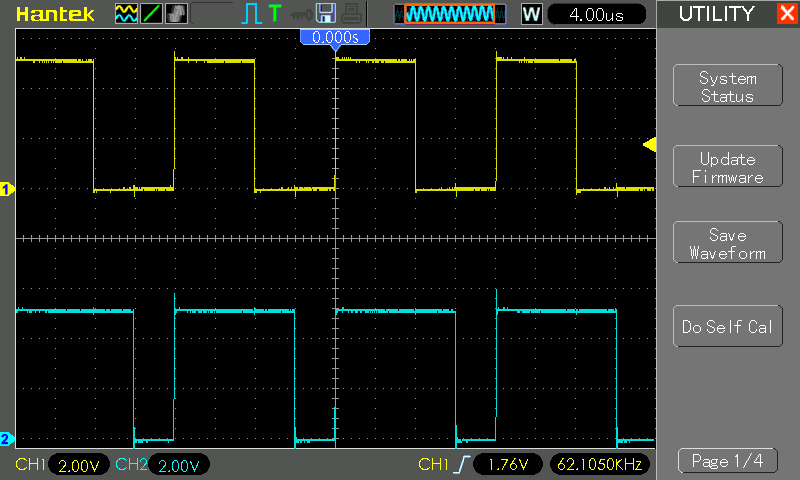 Hantek
T
W
4.00us
UTILITY
0.000s
System
Status
Update
Firmware
Save
Waveform
Do Self Cal
1
2
CH1 2.00V CH2 2.00V CH1 1.76V 62.1050KHz
Page 1/4